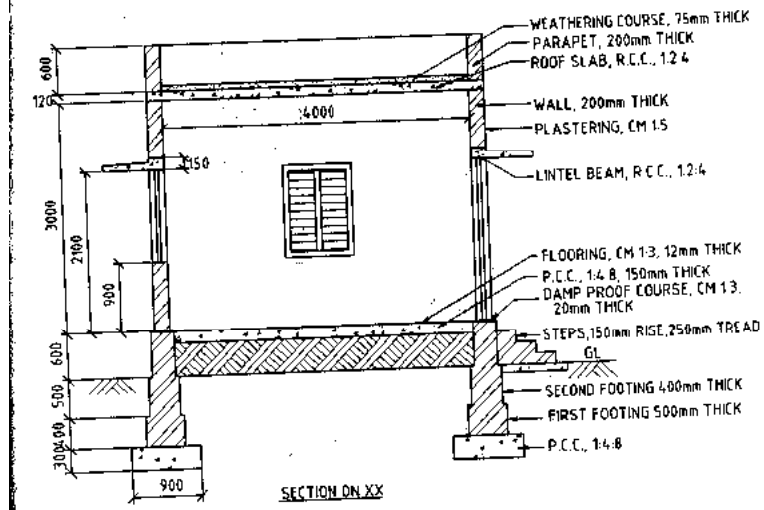 WEATHERING COURSE, 75mm THICK
PARAPET, 200mm THICK
ROOF SLAB, R.C.C., 1:2:4
600
120
4000
WALL, 200mm THICK
PLASTERING, CM 1:5
150
LINTEL BEAM, R.C.C., 1:2:4
3000
2100
900
FLOORING, CM 1:3, 12mm THICK
P.C.C., 1:4:8, 150mm THICK
DAMP PROOF COURSE, CM 1:3,
20mm THICK
STEPS, 150mm RISE, 250mm TREAD
GL
600
500
SECOND FOOTING 400mm THICK
FIRST FOOTING 500mm THICK
400
300
P.C.C., 1:4:8
900
SECTION ON XX